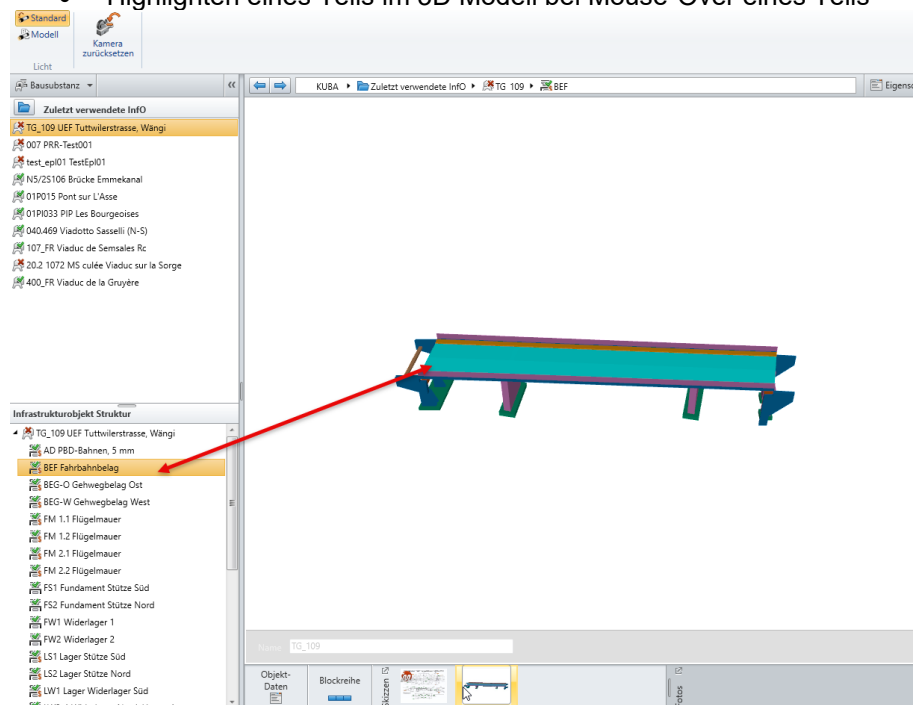 Highlighten eines Teils im 3D Modell bei Mouse-Over eines Teils
Standard
Modell
Kamera
zurücksetzen
Licht
Bausubstanz
KUBA
Zuletzt verwendete InfO
TG 109
BEF
Zuletzt verwendete InfO
TG_109 UEF Tuttwilerstrasse, Wängi
007 PRR-Test001
test_epl01 TestEpl01
N5/2S106 Brücke Emmekanal
01P015 Pont sur L'Asse
01PI033 PIP Les Bourgeoises
040.469 Viadotto Sasselli (N-S)
107_FR Viaduc de Semsales Rc
20.2 1072 MS culée Viaduc sur la Sorge
400_FR Viaduc de la Gruyère
Infrastrukturobjekt Struktur
TG_109 UEF Tuttwilerstrasse, Wängi
AD PBD-Bahnen, 5 mm
BEF Fahrbahnbelag
BEG-O Gehwegbelag Ost
BEG-W Gehwegbelag West
FM 1.1 Flügelmauer
FM 1.2 Flügelmauer
FM 2.1 Flügelmauer
FM 2.2 Flügelmauer
FS1 Fundament Stütze Süd
FS2 Fundament Stütze Nord
FW1 Widerlager 1
FW2 Widerlager 2
LS1 Lager Stütze Süd
LS2 Lager Stütze Nord
LW1 Lager Widerlager Süd
Name TG_109
Objekt-
Daten
Blockreihe
Skizzen
Fotos